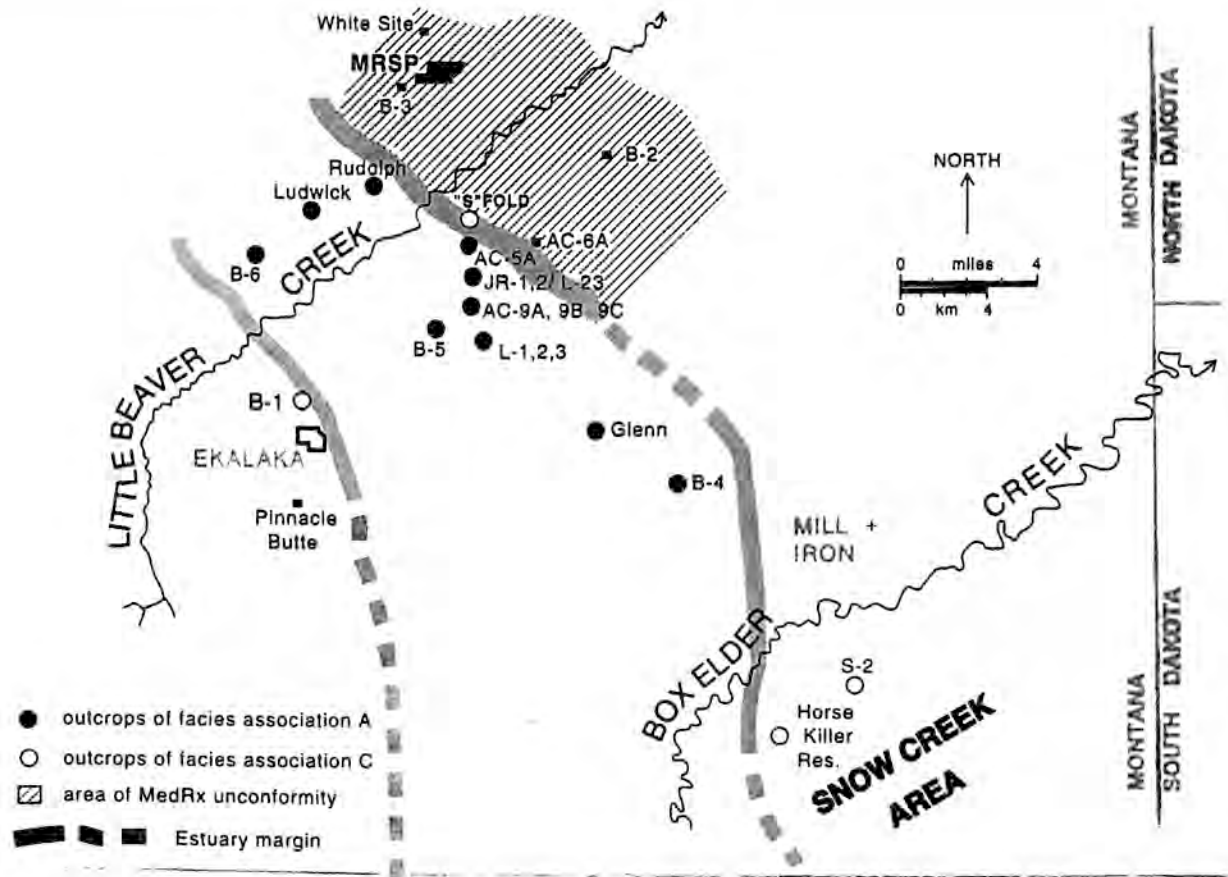 White Site
MRSP
B-3
B-2
Rudolph
Ludwick
"S"FOLD
AC-6A
AC-5A
B-6
JR-1,2/ L-23
AC-9A, 9B, 9C
B-5
L-1,2,3
LITTLE BEAVER CREEK
B-1
EKALAKA
Pinnacle
Butte
Glenn
B-4
MILL +
IRON
BOX ELDER CREEK
S-2
Horse
Killer
Res.
SNOW CREEK
AREA
NORTH
0 miles 4
0 km 4
MONTANA
NORTH DAKOTA
MONTANA
SOUTH DAKOTA
outcrops of facies association A
outcrops of facies association C
area of MedRx unconformity
Estuary margin